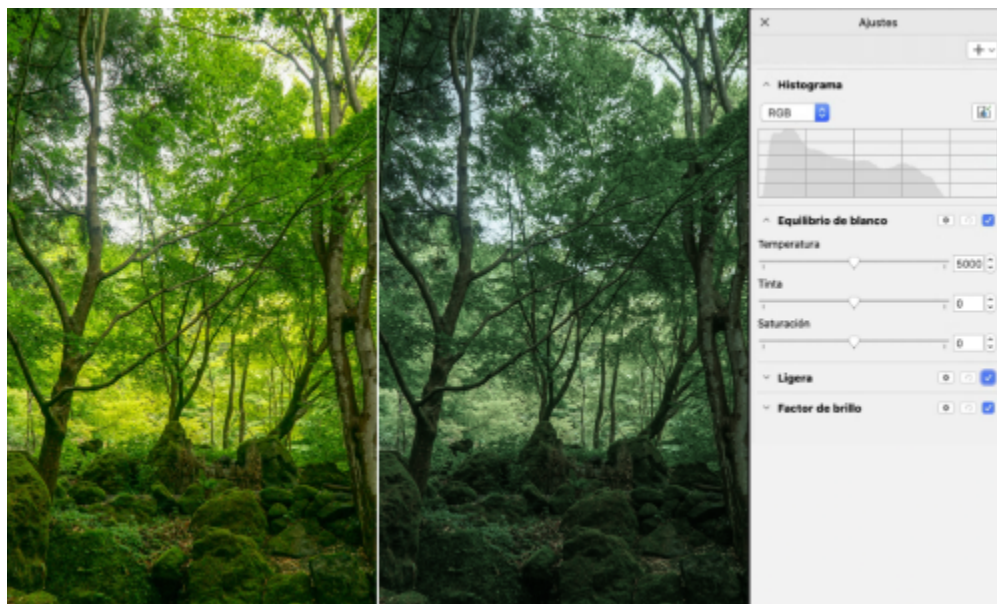 Ajustes
Histograma
RGB
Equilibrio de blanco
Temperatura
5000
Tinta
0
Saturación
0
Ligera
Factor de brillo